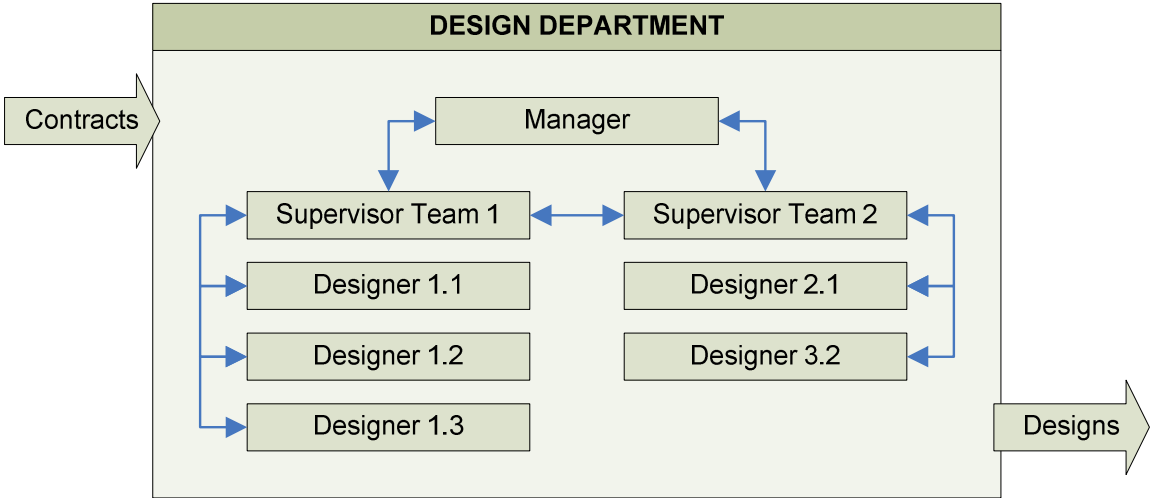 DESIGN DEPARTMENT
Contracts
Manager
Supervisor Team 1
Supervisor Team 2
Designer 1.1
Designer 2.1
Designer 1.2
Designer 3.2
Designer 1.3
Designs